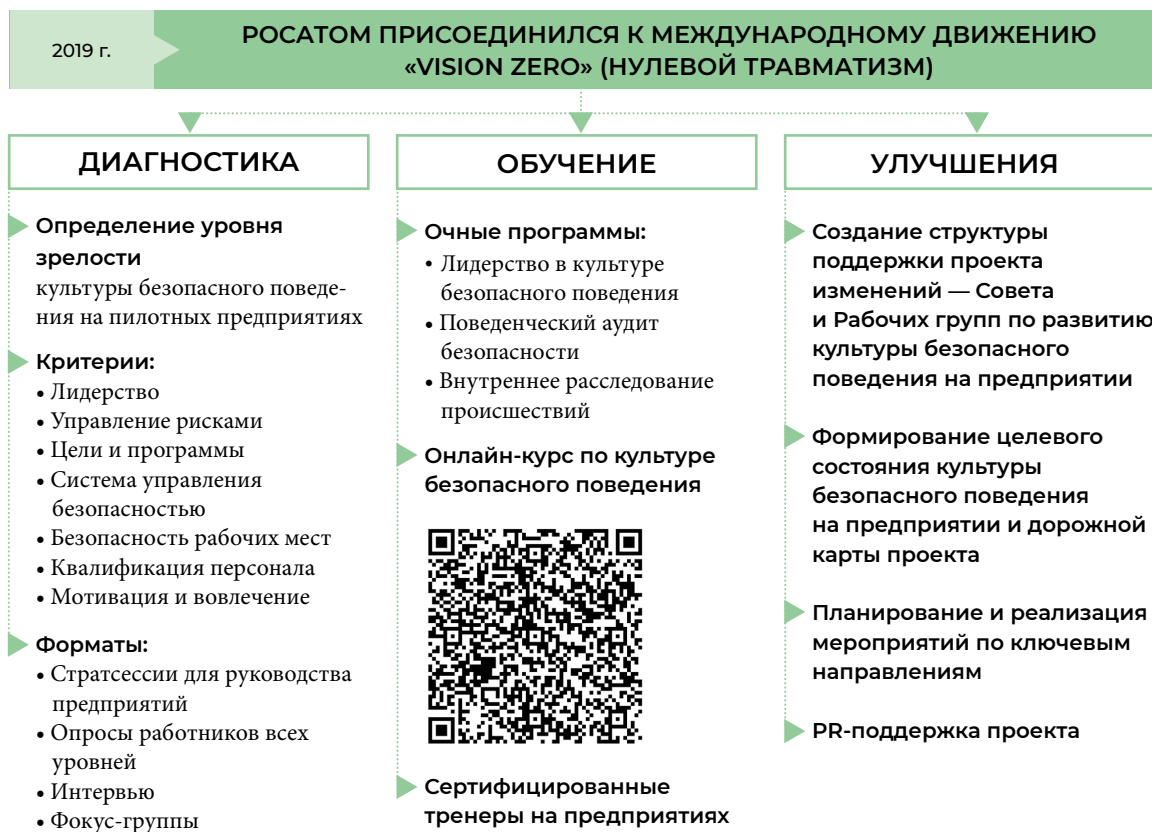 2019 г.
РОСАТОМ ПРИСОЕДИНИЛСЯ К МЕЖДУНАРОДНОМУ ДВИЖЕНИЮ
«VISION ZERO» (НУЛЕВОЙ ТРАВМАТИЗМ)
ДИАГНОСТИКА
Определение уровня
зрелости
культуры безопасного поведе-
ния на пилотных предприятиях
Критерии:
• Лидерство
• Управление рисками
• Цели и программы
• Система управления
безопасностью
• Безопасность рабочих мест
• Квалификация персонала
• Мотивация и вовлечение
Форматы:
• Стратсессии для руководства
предприятий
• Опросы работников всех
уровней
• Интервью
• Фокус-группы
ОБУЧЕНИЕ
Очные программы:
• Лидерство в культуре
безопасного поведения
• Поведенческий аудит
безопасности
• Внутреннее расследование
происшествий
Онлайн-курс по культуре
безопасного поведения
Сертифицированные
тренеры на предприятиях
УЛУЧШЕНИЯ
Создание структуры
поддержки проекта
изменений — Совета
и Рабочих групп по развитию
культуры безопасного
поведения на предприятии
Формирование целевого
состояния культуры
безопасного поведения
на предприятии и дорожной
карты проекта
Планирование и реализация
мероприятий по ключевым
направлениям
PR-поддержка проекта